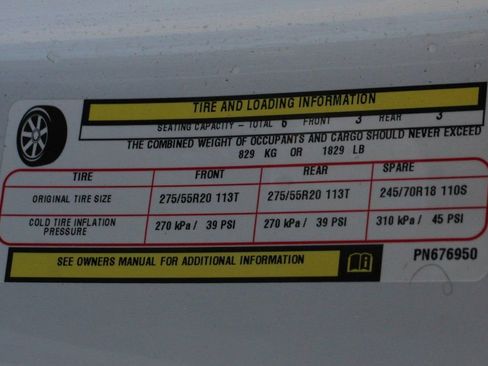 TIRE AND LOADING INFORMATION
SEATING CAPACITY - TOTAL 6 FRONT 3 REAR 3
THE COMBINED WEIGHT OF OCCUPANTS AND CARGO SHOULD NEVER EXCEED
829 KG OR 1829 LB
TIRE FRONT REAR SPARE
ORIGINAL TIRE SIZE 275/55R20 113T 275/55R20 113T 245/70R18 110S
COLD TIRE INFLATION
PRESSURE 270 kPa / 39 PSI 270 kPa / 39 PSI 310 kPa / 45 PSI
SEE OWNERS MANUAL FOR ADDITIONAL INFORMATION PN676950